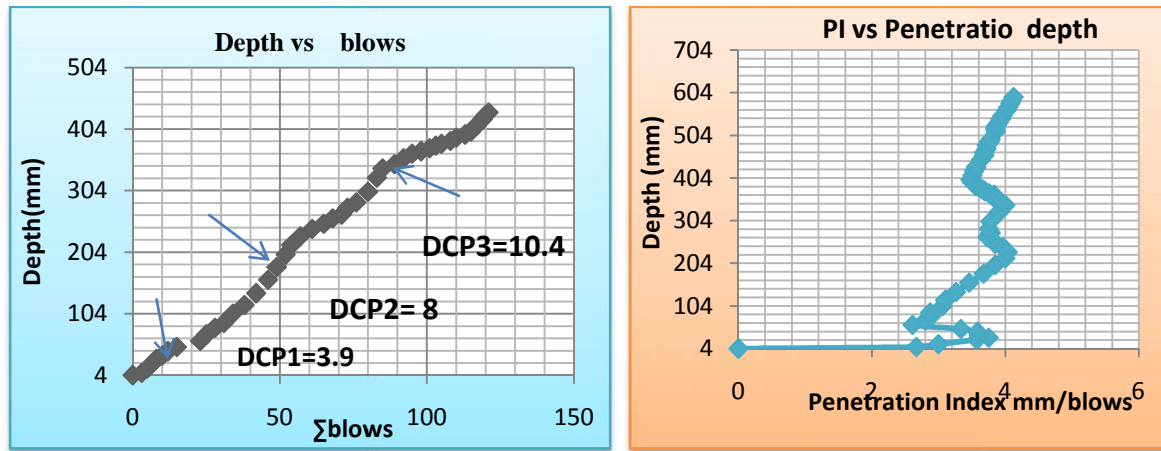 Depth vs blows
504
404
304
204
104
4
Depth(mm)
0
50
100
150
∑blows
DCP1=3.9
DCP2= 8
DCP3=10.4
PI vs Penetratio depth
704
604
504
404
304
204
104
4
Depth (mm)
0
2
4
6
Penetration Index mm/blows